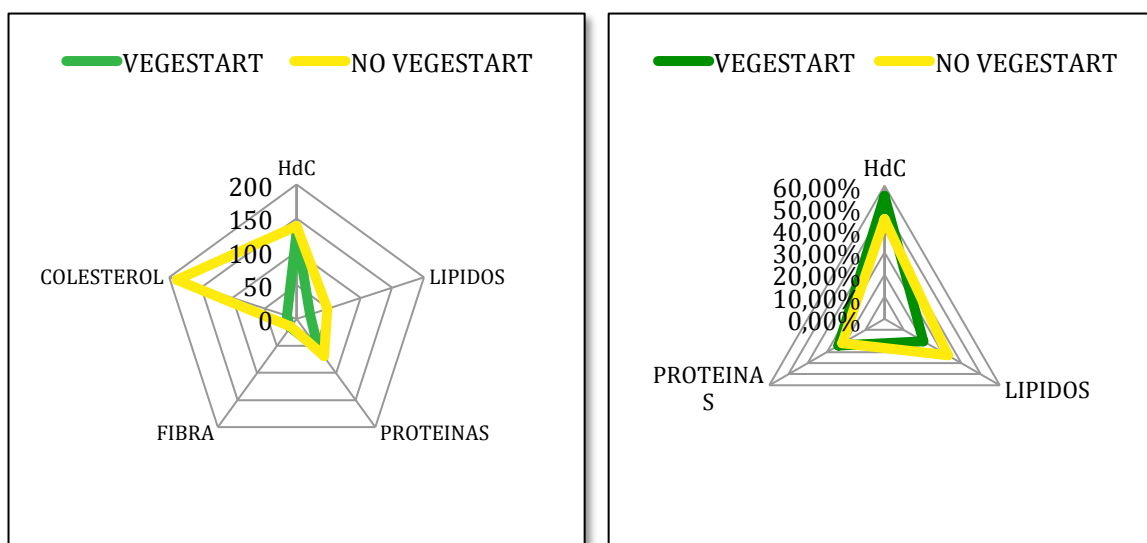 VEGESTART NO VEGESTART
HdC
200
150
100
50
0
COLESTEROL
LIPIDOS
FIBRA
PROTEINAS
VEGESTART NO VEGESTART
HdC
60,00%
50,00%
40,00%
30,00%
20,00%
10,00%
0,00%
PROTEINA
S
LIPIDOS